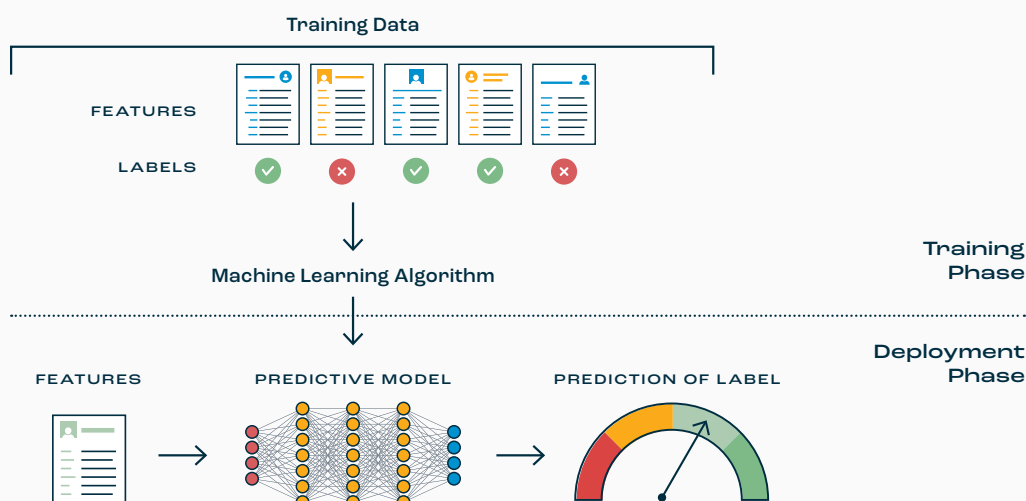 Training Data
FEATURES
LABELS
Machine Learning Algorithm
Training
Phase
Deployment
Phase
FEATURES
PREDICTIVE MODEL
PREDICTION OF LABEL